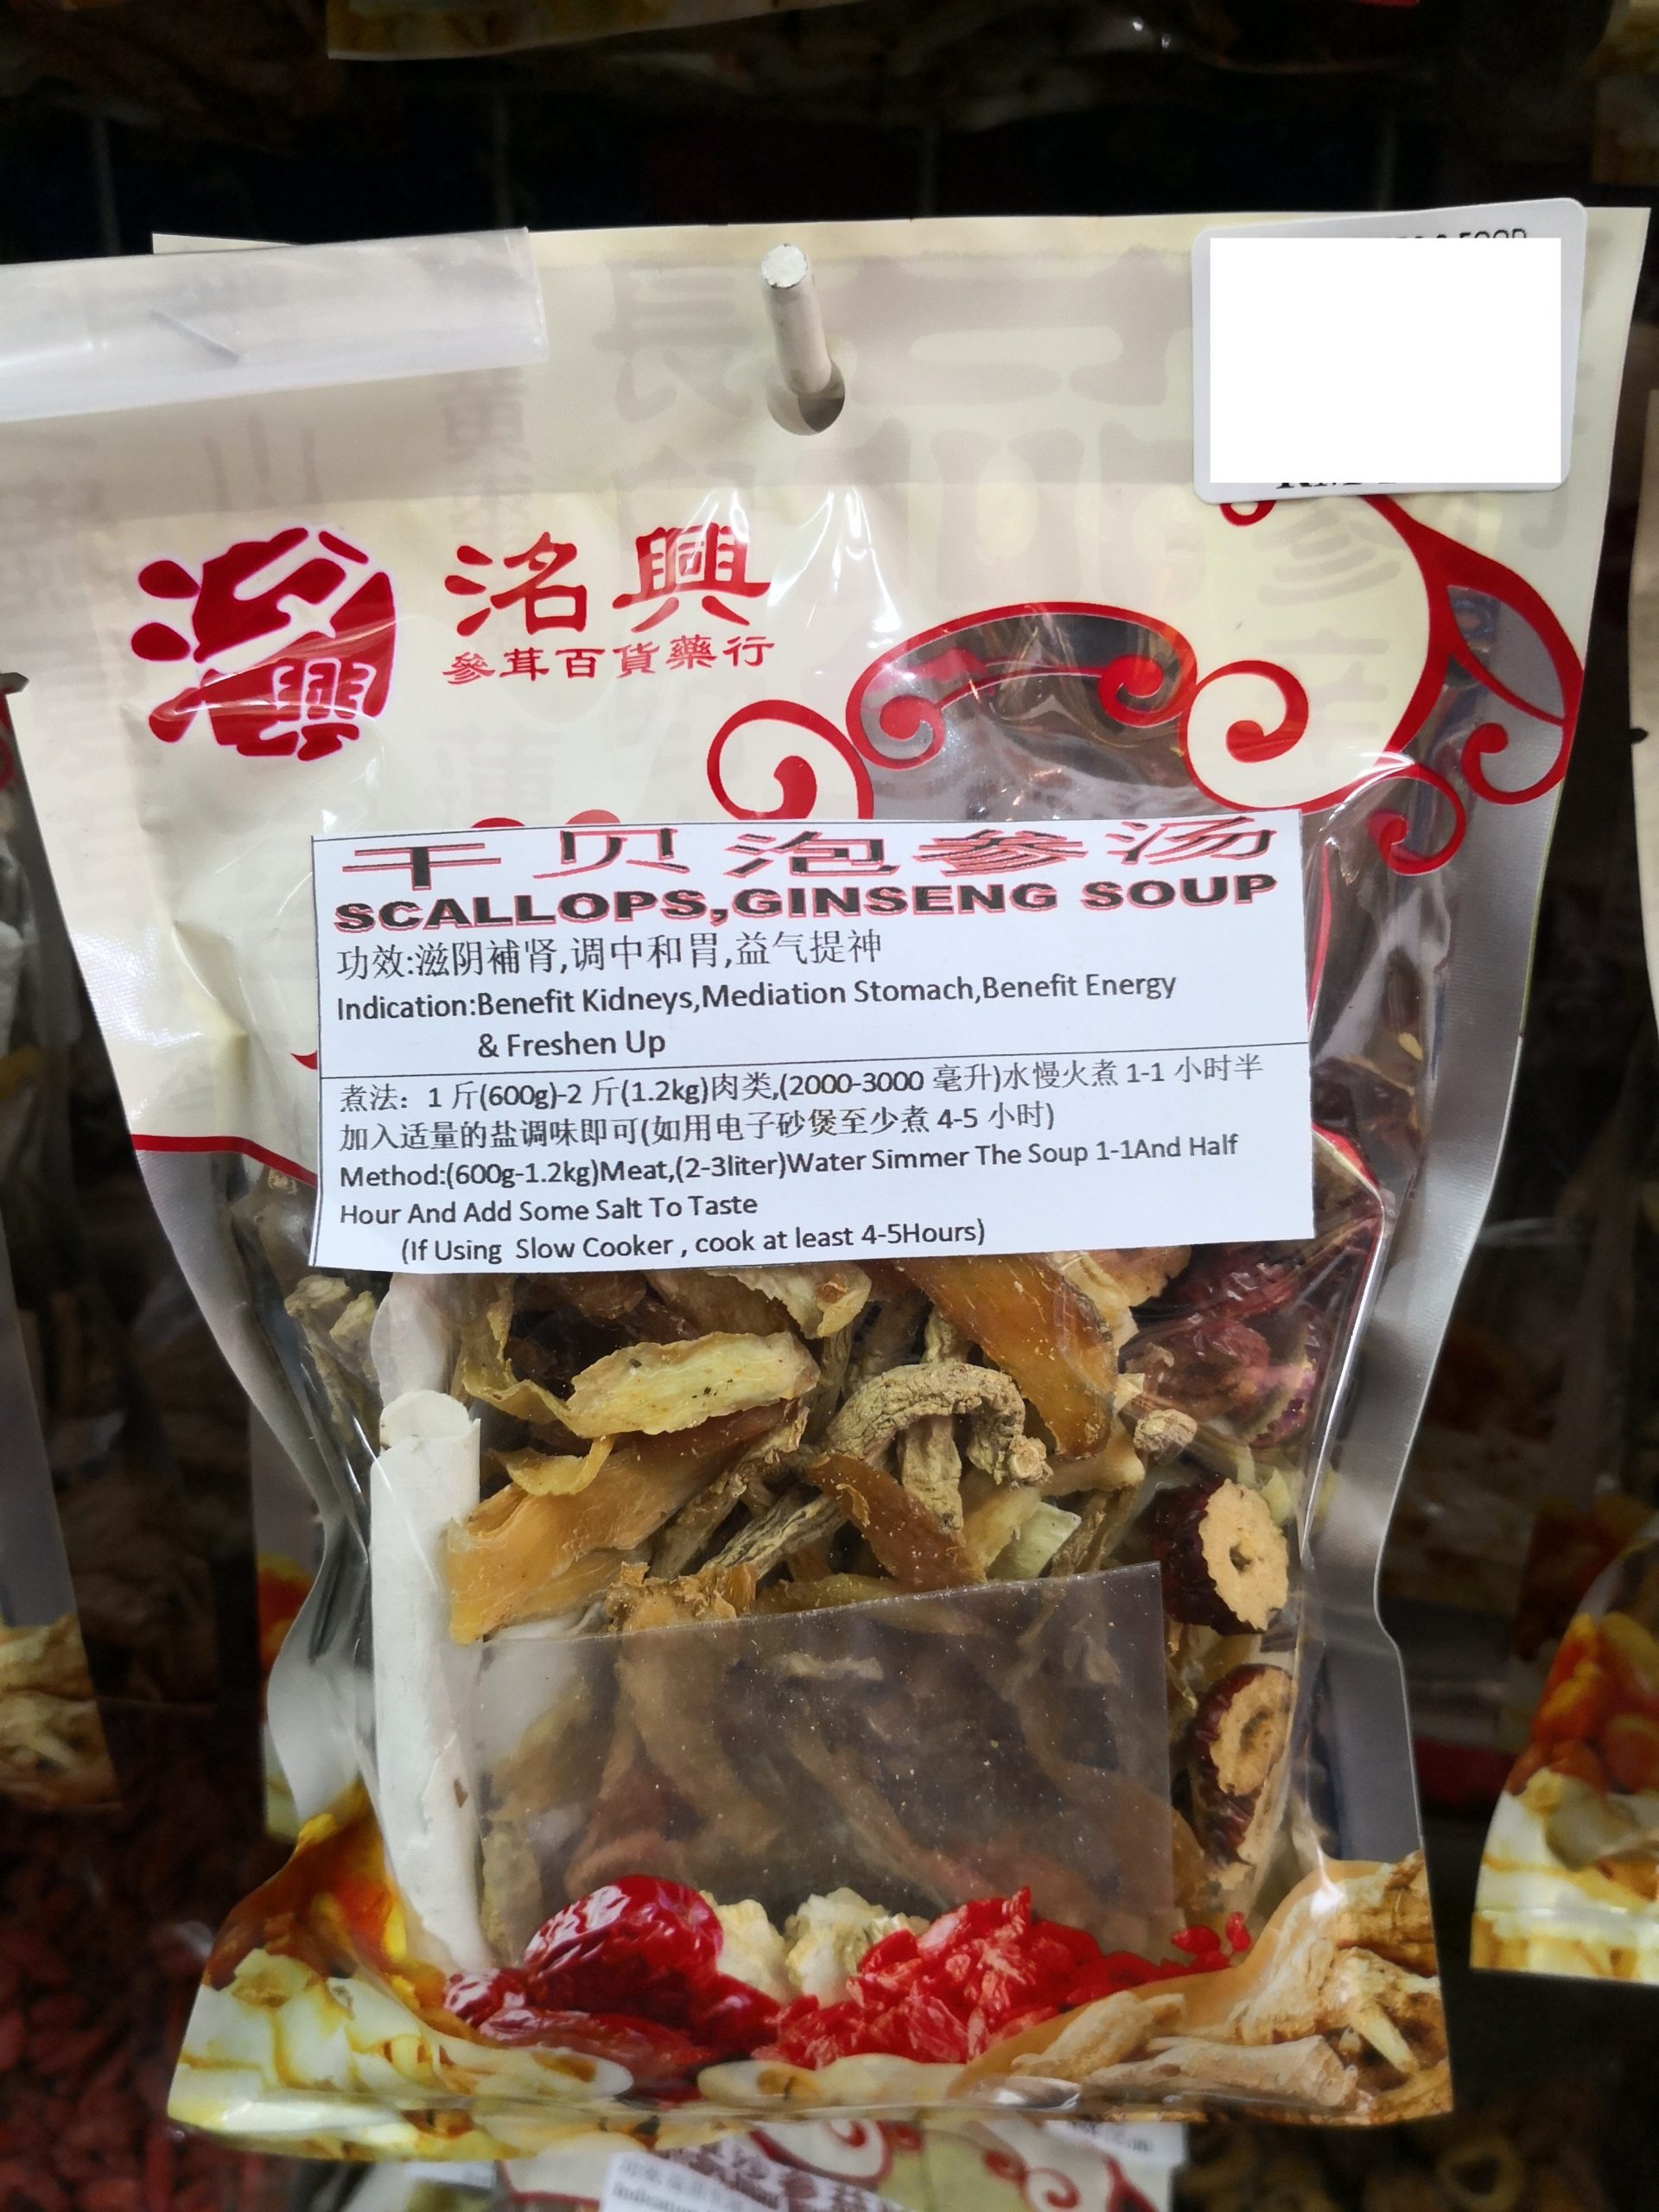 洺興
參茸百貨藥行
興
干贝泡参汤
SCALLOPS,GINSENG SOUP
功效:滋阴補肾,调中和胃,益气提神
Indication:Benefit Kidneys,Mediation Stomach,Benefit Energy
& Freshen Up
煮法: 1斤(600g)-2斤(1.2kg)肉类,(2000-3000毫升)水慢火煮1-1小时半
加入适量的盐调味即可(如用电子砂煲至少煮4-5小时)
Method:(600g-1.2kg)Meat,(2-3liter)Water Simmer The Soup 1-1And Half
Hour And Add Some Salt To Taste
(If Using Slow Cooker , cook at least 4-5Hours)